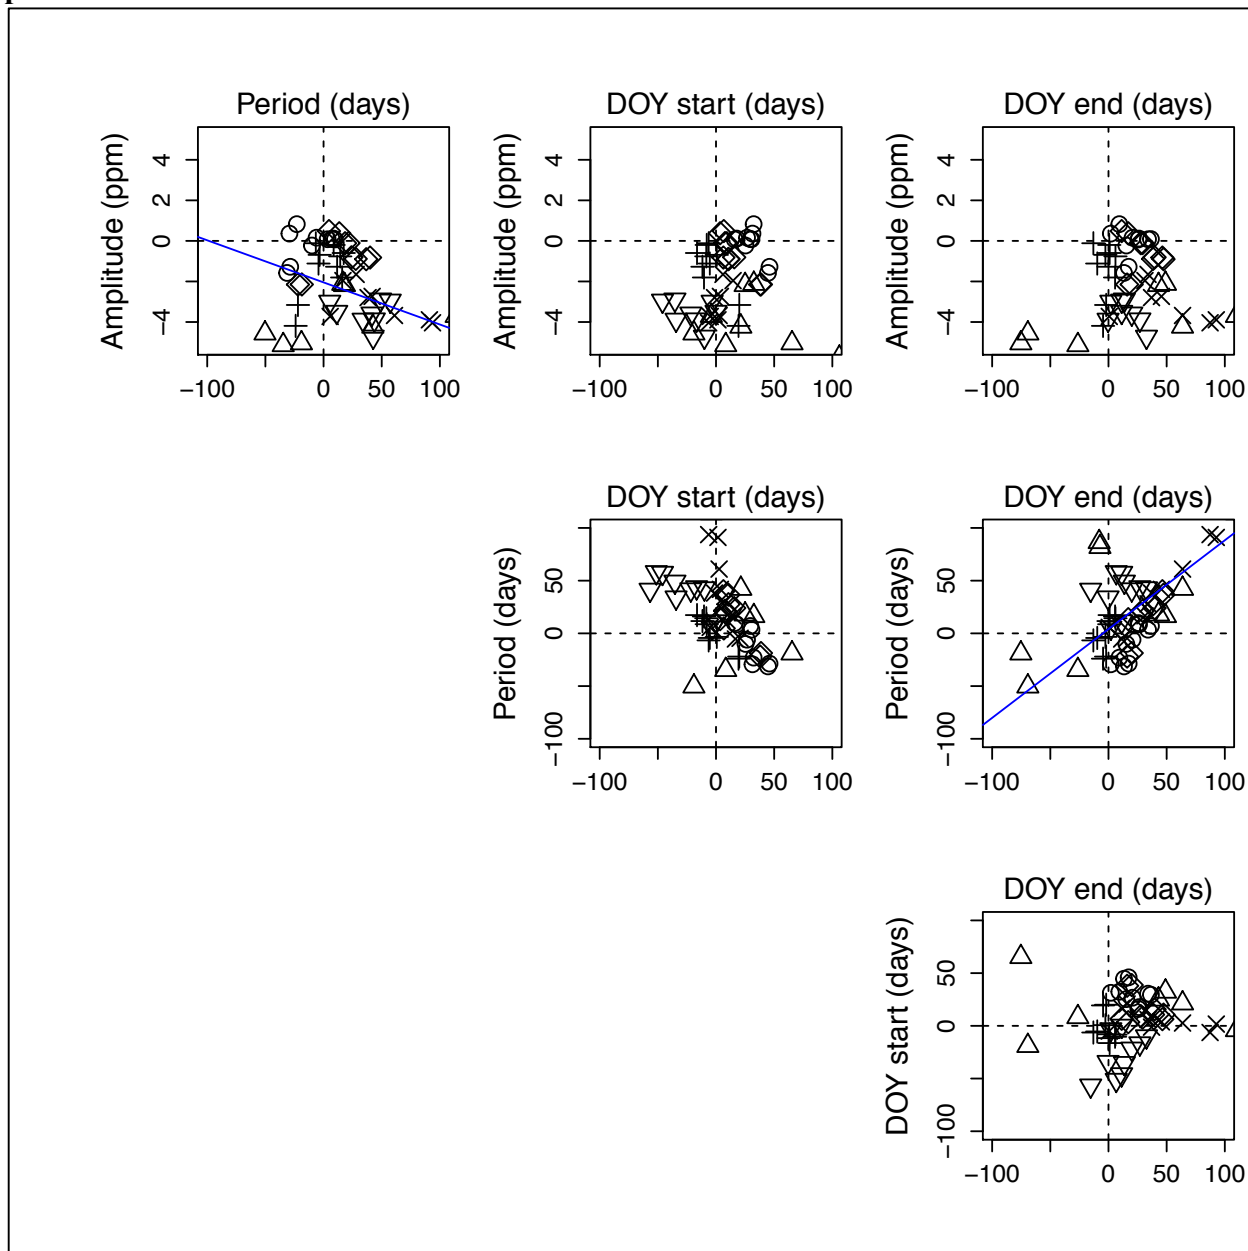 Period (days) DOY start (days) DOY end (days)
Amplitude (ppm) Amplitude (ppm) Amplitude (ppm)
4 4 4
2 2 2
0 0 0
−4 −4 −4
−100 0 50 100 −100 0 50 100 −100 0 50 100
DOY start (days) DOY end (days)
Period (days) Period (days)
50 50
0 0
−100 −100
−100 0 50 100 −100 0 50 100
DOY end (days)
DOY start (days)
50
0
−100
−100 0 50 100